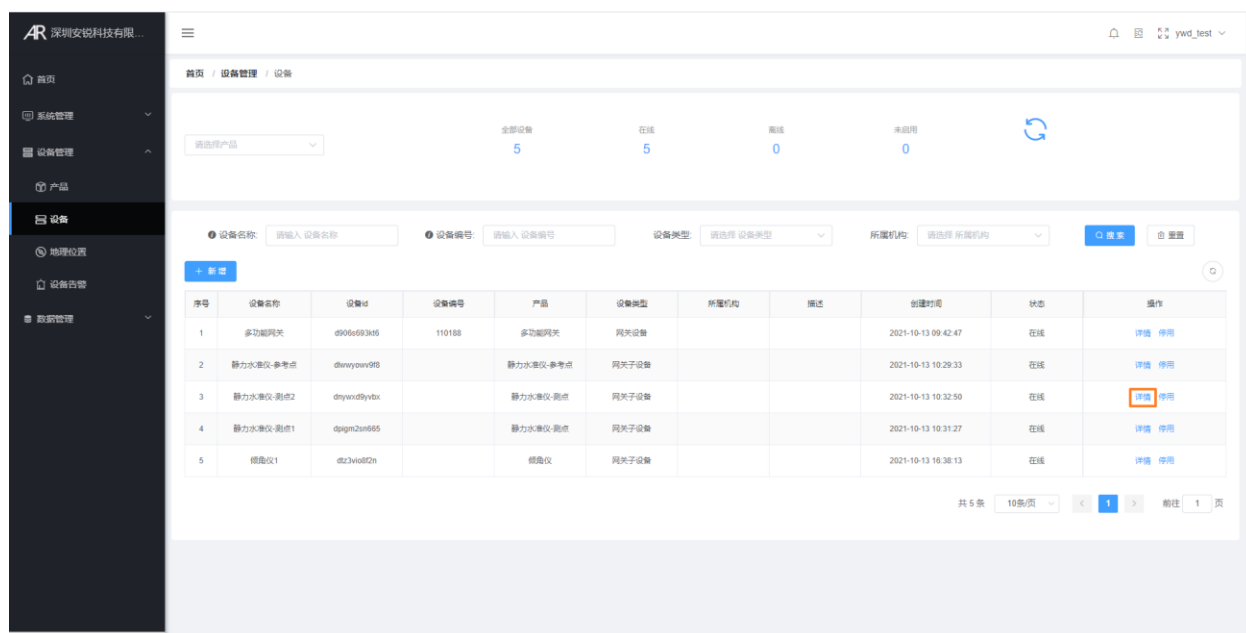 AR 深圳安锐科技有限...
ywd_test
首页
系统管理
设备管理
产品
设备
地理位置
设备告警
数据管理
首页 / 设备管理 / 设备
请选择产品
全部设备 在线 离线 未启用
5 5 0 0
设备名称: 请输入 设备名称 设备编号: 请输入 设备编号 设备类型: 请选择 设备类型 所属机构: 请选择 所属机构 搜索 重置
+ 新增
序号 设备名称 设备id 设备编号 产品 设备类型 所属机构 描述 创建时间 状态 操作
1 多功能网关 d906s693kt6 110188 多功能网关 网关设备 2021-10-13 09:42:47 在线 详情 停用
2 静力水准仪-参考点 dlwwyowv9f8 静力水准仪-参考点 网关子设备 2021-10-13 10:29:33 在线 详情 停用
3 静力水准仪-测点2 dnywxd9yvbx 静力水准仪-测点 网关子设备 2021-10-13 10:32:50 在线 详情 停用
4 静力水准仪-测点1 dpigm2sn665 静力水准仪-测点 网关子设备 2021-10-13 10:31:27 在线 详情 停用
5 倾角仪1 dtz3vio8f2n 倾角仪 网关子设备 2021-10-13 16:38:13 在线 详情 停用
共 5 条 10条/页 < 1 > 前往 1 页